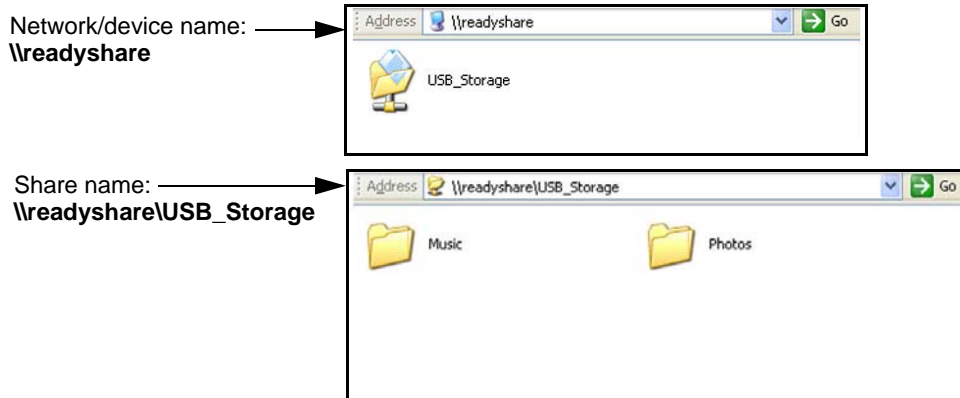 Network/device name:
\\readyshare
Address \\readyshare Go
USB_Storage
Share name:
\\readyshare\USB_Storage
Address \\readyshare\USB_Storage Go
Music
Photos